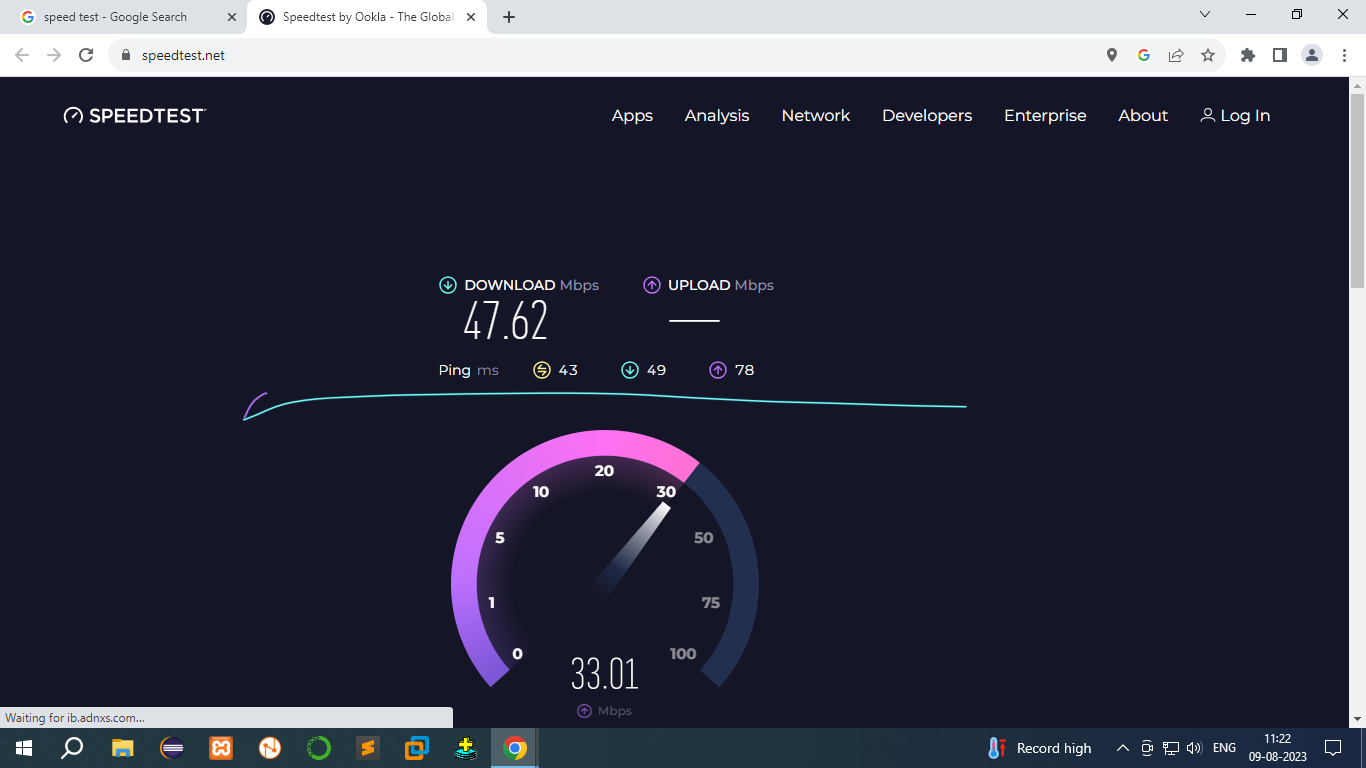 speed test - Google Search
Speedtest by Ookla - The Global
speedtest.net
SPEEDTEST
Apps Analysis Network Developers Enterprise About Log In
DOWNLOAD Mbps UPLOAD Mbps
47.62
Ping ms 43 49 78
20
10 30
5 50
1 75
0 100
33.01
Mbps
Waiting for ib.adnxs.com...
Record high
ENG
11:22
09-08-2023